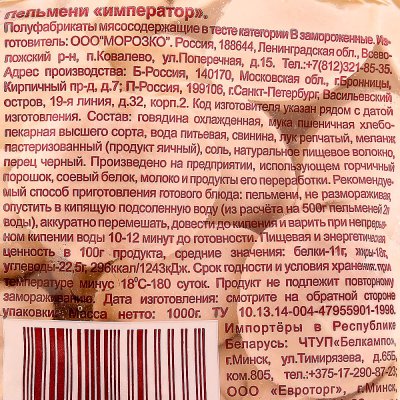 Пельмени «император».
Полуфабрикаты мясосодержащие в тесте категории В замороженные. Из-
готовитель: ООО"МОРОЗКО". Россия, 188644, Ленинградская обл., Всево-
ложский р-н, п.Ковалево, ул.Поперечная, д.15. Тел.:+7(812)321-85-35.
Адрес производства: Б-Россия, 140170, Московская обл., г.Бронницы,
Кирпичный пр-д, д.7; П-Россия, 199106, г.Санкт-Петербург, Васильевский
остров, 19-я линия, д.32, корп.2. Код изготовителя указан рядом с датой
изготовления. Состав: говядина охлажденная, мука пшеничная хлебо-
пекарная высшего сорта, вода питьевая, свинина, лук репчатый, меланж
пастеризованный (продукт яичный), соль, натуральное пищевое волокно,
перец черный. Произведено на предприятии, использующем горчичный
порошок, соевый белок, молоко и продукты его переработки. Рекомендуе-
мый способ приготовления готового блюда: пельмени, не размораживая,
опустить в кипящую подсоленную воду (из расчёта на 500г пельменей 2л
воды), аккуратно перемешать, довести до кипения и варить при непрерыв-
ном кипении воды 10-12 минут до готовности. Пищевая и энергетическая
ценность в 100г продукта, средние значения: белки-11г, жиры-18г,
углеводы-22,5г, 296ккал/1243кДж. Срок годности и условия хранения: при
температуре минус 18°С-180 суток. Продукт не подлежит повторному
замораживанию. Дата изготовления: смотрите на обратной стороне
упаковки. Масса нетто: 1000г. ТУ 10.13.14-004-47955901-1998.
Импортёры в Республике
Беларусь: ЧТУП«Белкампо»,
г.Минск, ул.Тимирязева, д.65Б,
ком.805, тел.:+375-17-290-87-23;
ООО "Евроторг", г.Минск,